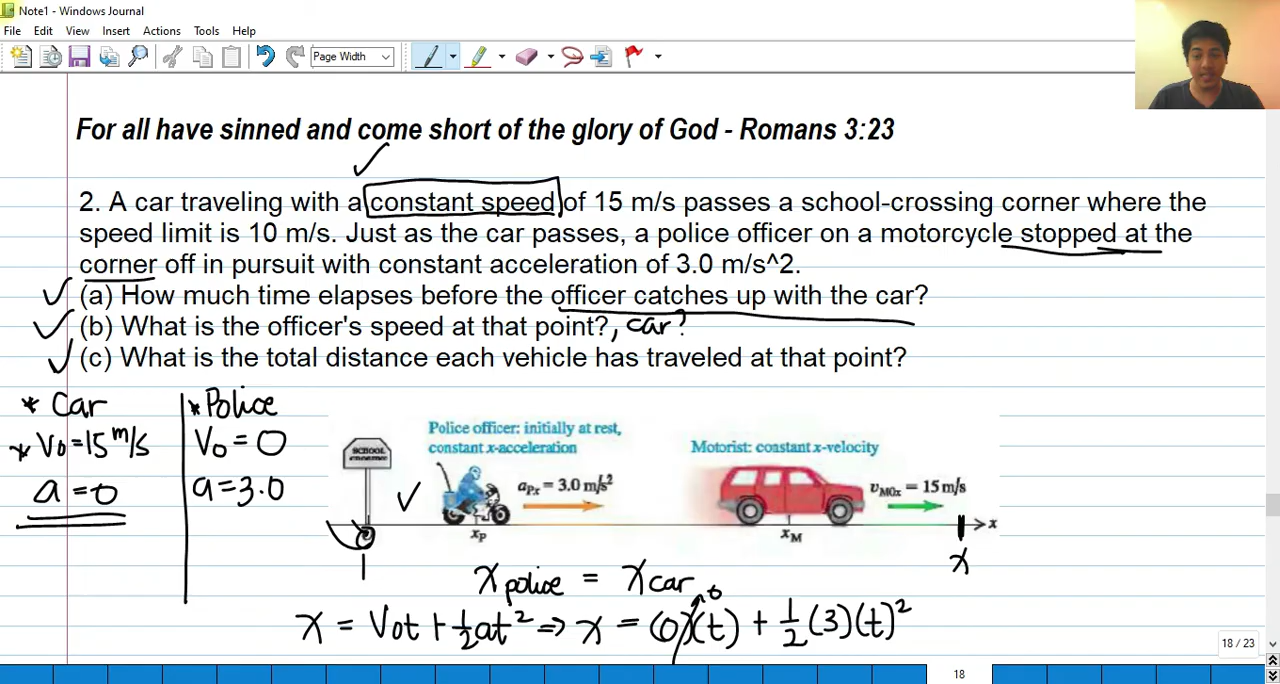 Note1 - Windows Journal
File Edit View Insert Actions Tools Help
Page Width
For all have sinned and come short of the glory of God - Romans 3:23
2. A car traveling with a constant speed of 15 m/s passes a school-crossing corner where the
speed limit is 10 m/s. Just as the car passes, a police officer on a motorcycle stopped at the
corner off in pursuit with constant acceleration of 3.0 m/s^2.
(a) How much time elapses before the officer catches up with the car?
(b) What is the officer's speed at that point?, car?
(c) What is the total distance each vehicle has traveled at that point?
* Car
* Vo = 15 m/s
a = 0
* Police
Vo = 0
a = 3.0
SCHOOL
CROSSING
Police officer: initially at rest,
constant x-acceleration
aPx = 3.0 m/s²
xP
Motorist: constant x-velocity
vM0x = 15 m/s
xM
x
x
x police = x car
x = Vot + ½at² ⇒ x = (0)(t) + ½(3)(t)²
0
18 / 23
18